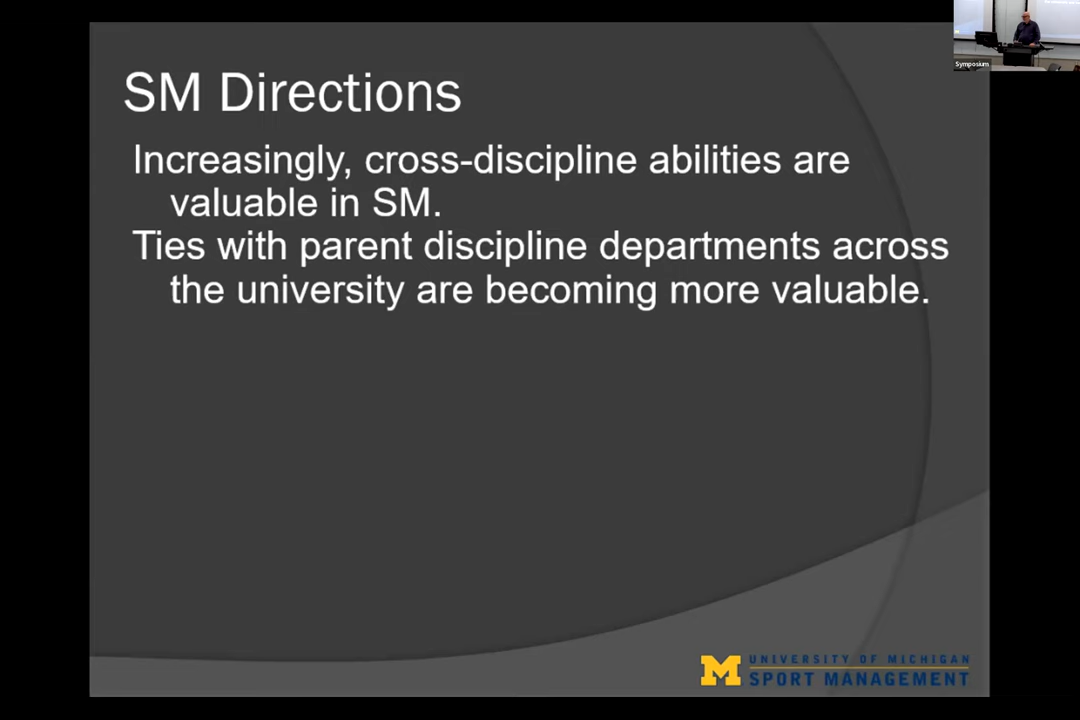 SM Directions
Increasingly, cross-discipline abilities are
valuable in SM.
Ties with parent discipline departments across
the university are becoming more valuable.
M UNIVERSITY OF MICHIGAN
SPORT MANAGEMENT
Symposium